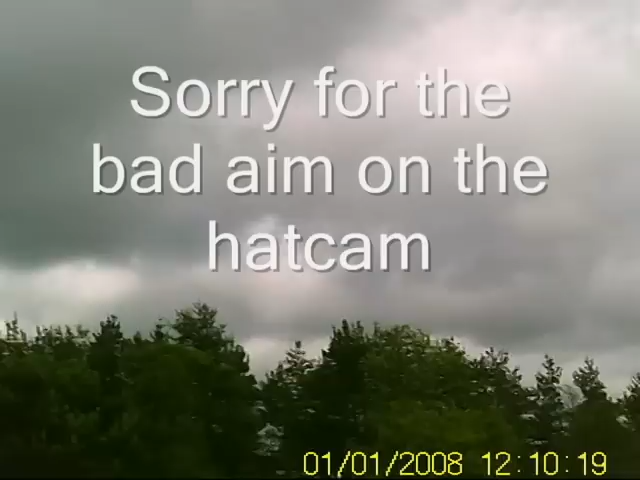 Sorry for the
bad aim on the
hatcam
01/01/2008 12:10:19